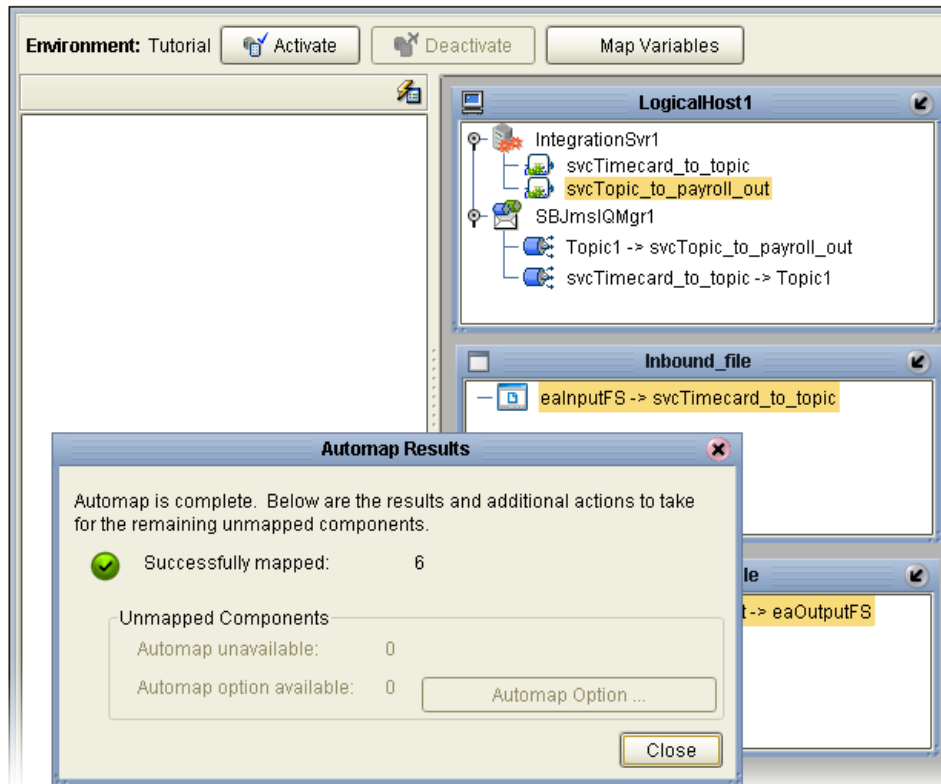 Environment: Tutorial Activate Deactivate Map Variables
LogicalHost1
IntegrationSvr1
svcTimecard_to_topic
svcTopic_to_payroll_out
SBJmsIQMgr1
Topic1 -> svcTopic_to_payroll_out
svcTimecard_to_topic -> Topic1
Inbound_file
eaInputFS -> svcTimecard_to_topic
le
t -> eaOutputFS
Automap Results
Automap is complete. Below are the results and additional actions to take
for the remaining unmapped components.
Successfully mapped: 6
Unmapped Components
Automap unavailable: 0
Automap option available: 0 Automap Option ...
Close